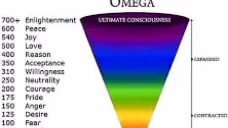 OMEGA
700+ Enlightenment
ULTIMATE CONSCIOUSNESS
600 Peace
540 Joy
500 Love
400 Reason
350 Acceptance
310 Willingness
250 Neutrality
200 Courage
175 Pride
150 Anger
125 Desire
100 Fear
EXPANDED
CONTRACTED